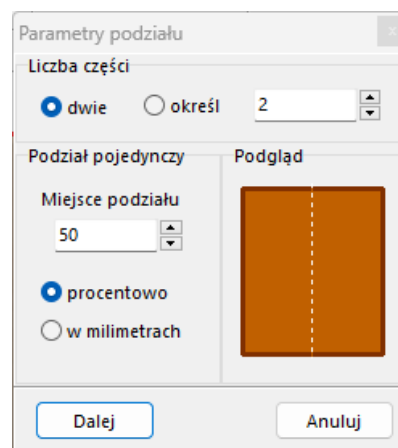 Parametry podziału
Liczba części
dwie określ 2
Podział pojedynczy Podgląd
Miejsce podziału
50
procentowo
w milimetrach
Dalej Anuluj